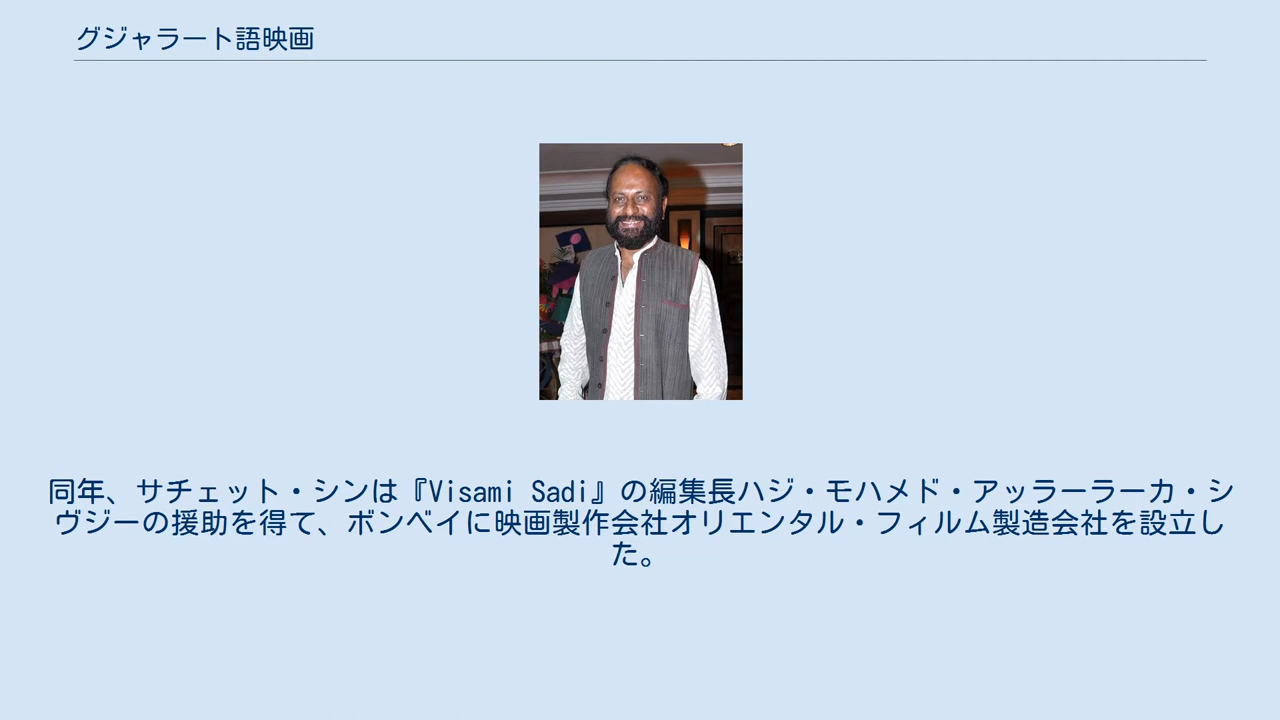 グジャラート語映画
同年、サチェット・シンは『Visami Sadi』の編集長ハジ・モハメド・アッラーラーカ・シ
ヴジーの援助を得て、ボンベイに映画製作会社オリエンタル・フィルム製造会社を設立し
た。